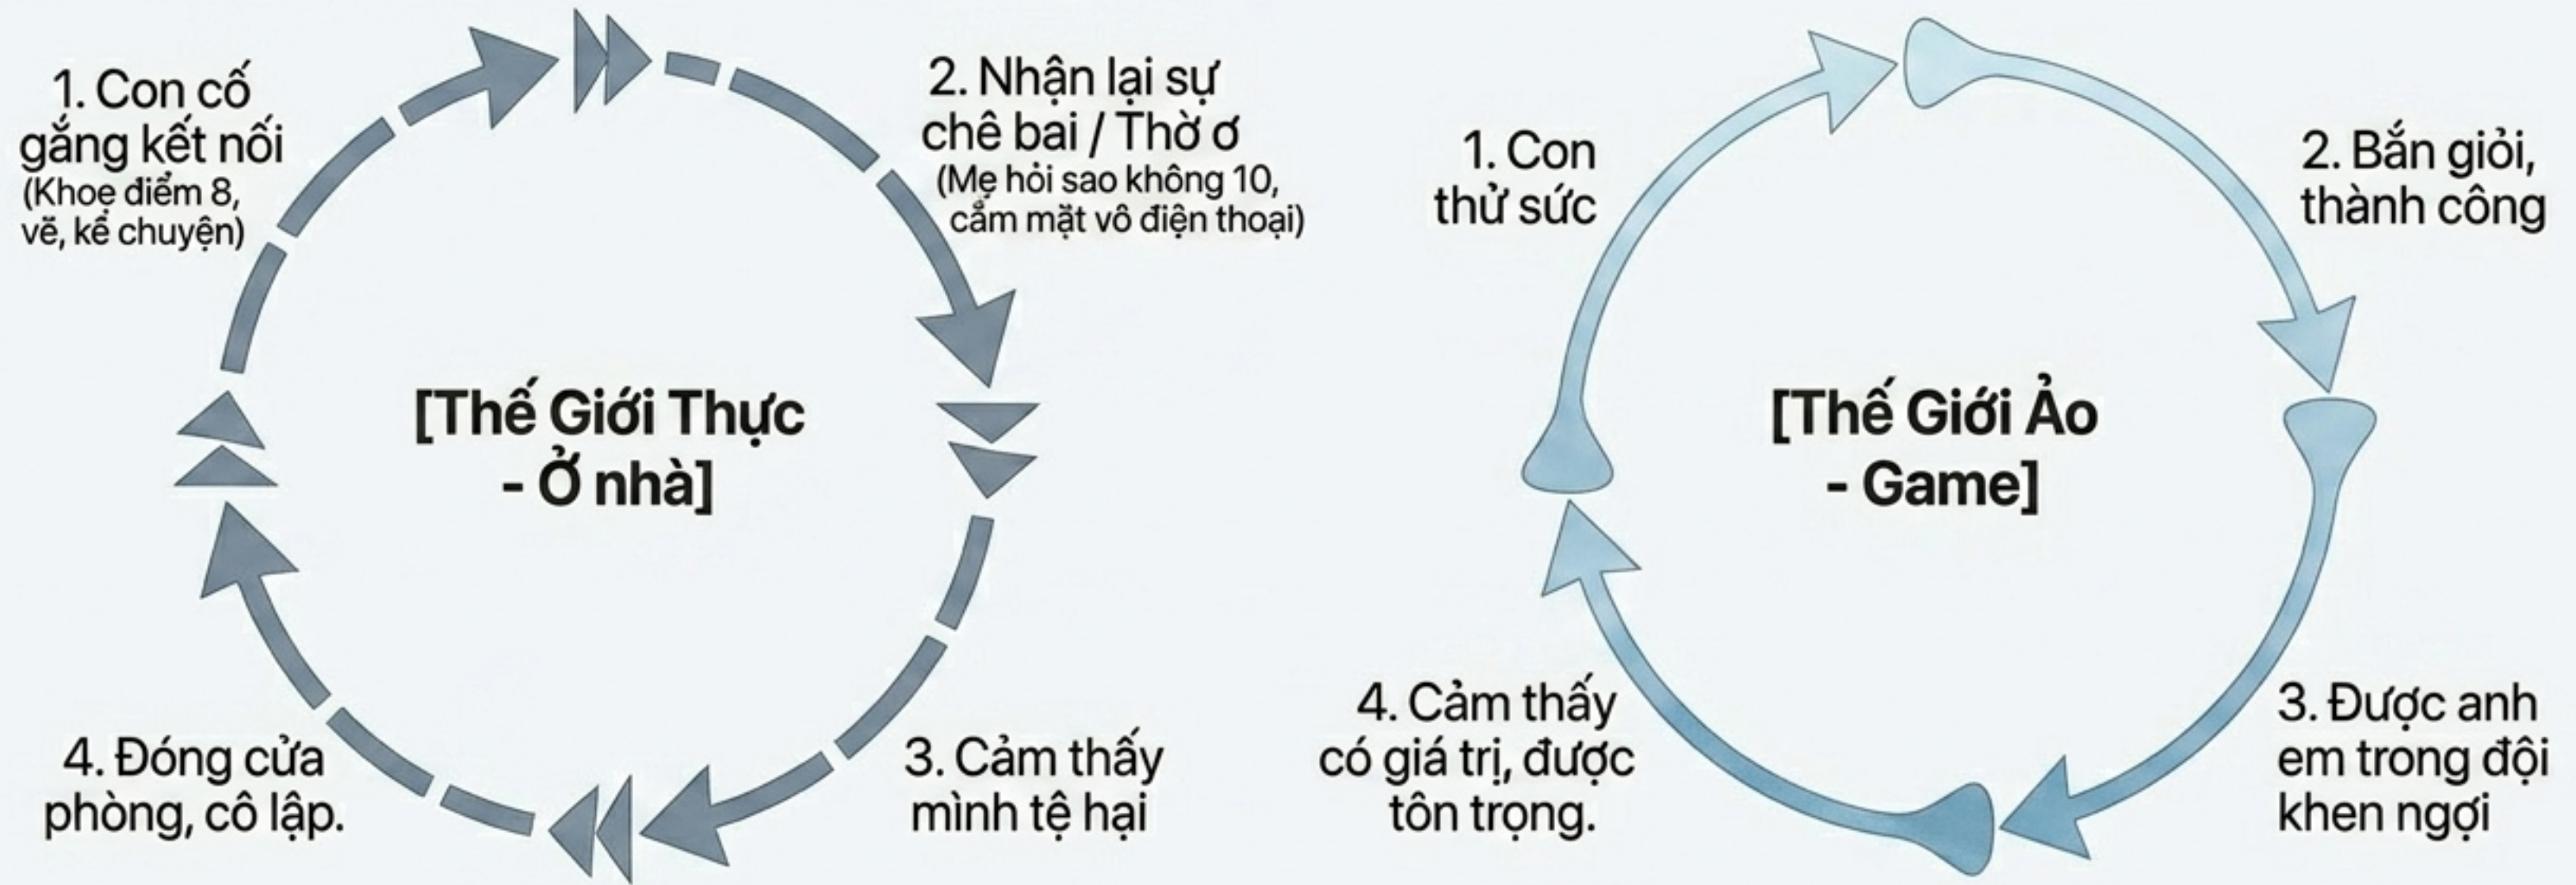 1. Con cố
gắng kết nối
(Khoẹ điểm 8,
vẽ, kể chuyện)
2. Nhận lại sự
chê bai / Thờ ơ
(Mẹ hỏi sao không 10,
cắm mặt vô điện thoại)
[Thế Giới Thực
- Ở nhà]
3. Cảm thấy
mình tệ hại
4. Đóng cửa
phòng, cô lập.
1. Con
thử sức
2. Bắn giỏi,
thành công
[Thế Giới Ảo
- Game]
3. Được anh
em trong đội
khen ngợi
4. Cảm thấy
có giá trị, được
tôn trọng.